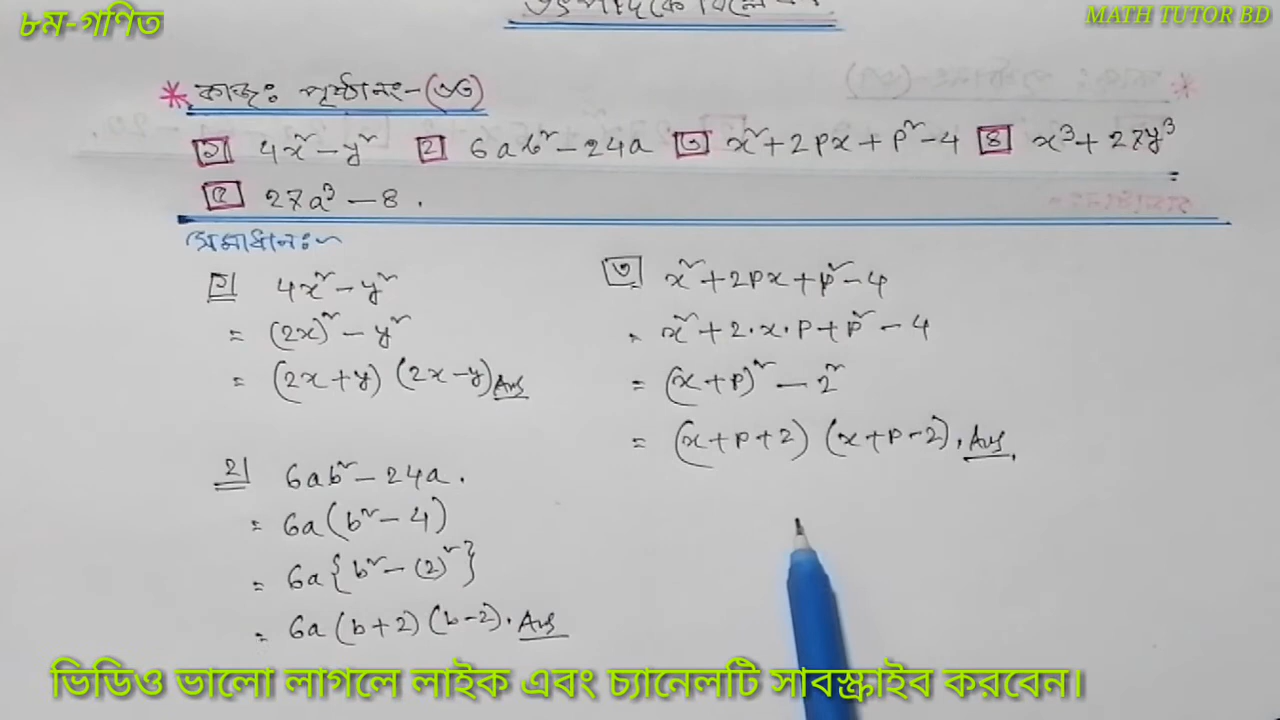 ৮ম-গণিত
MATH TUTOR BD
* কাজঃ পৃষ্ঠানং-(৬৩)
১| 4x² - y² ২| 6ab² - 24a ৩| x² + 2px + p² - 4 ৪| x³ + 27y³
৫| 27a³ - 8.
সমাধানঃ
১| 4x² - y²
= (2x)² - y²
= (2x+y) (2x-y) Ans
২| 6ab² - 24a.
= 6a(b² - 4)
= 6a{b² - (2)²}
= 6a(b+2)(b-2). Ans
৩| x² + 2px + p² - 4
= x² + 2·x·p + p² - 4
= (x+p)² - 2²
= (x+p+2) (x+p-2). Ans.
ভিডিও ভালো লাগলে লাইক এবং চ্যানেলটি সাবস্ক্রাইব করবেন।